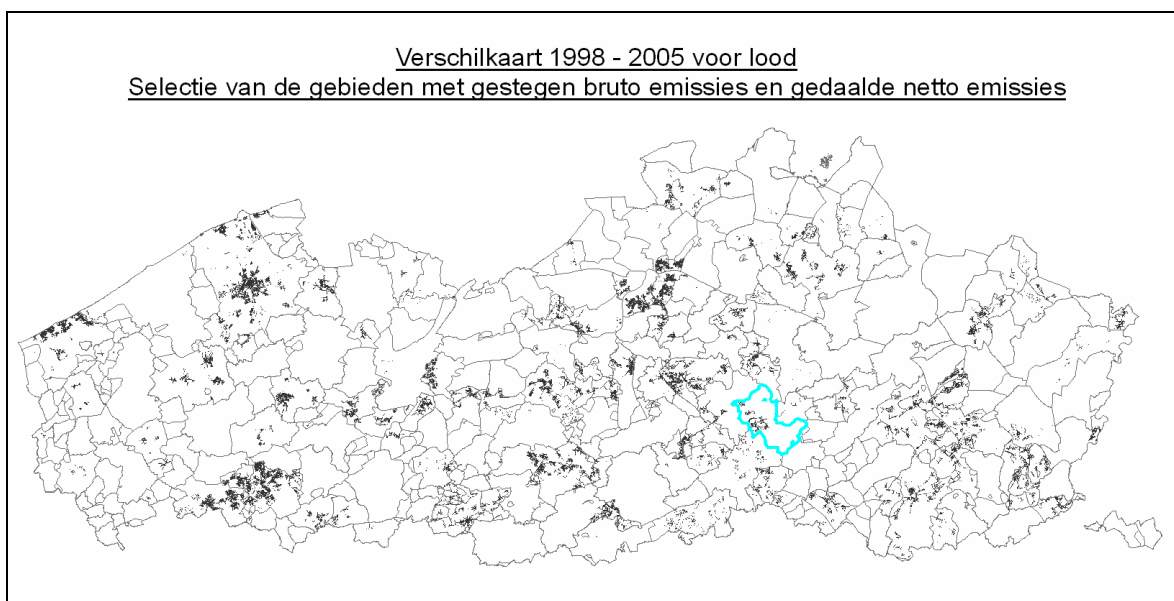 Verschilkaart 1998 - 2005 voor lood
Selectie van de gebieden met gestegen bruto emissies en gedaalde netto emissies